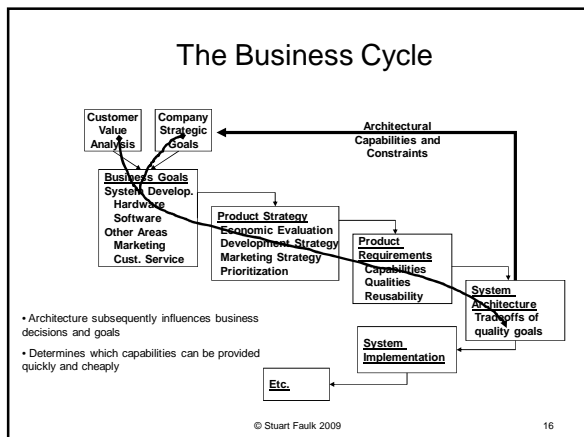 The Business Cycle
Customer
Value
Analysis
Company
Strategic
Goals
Architectural
Capabilities and
Constraints
Business Goals
System Develop.
Hardware
Software
Other Areas
Marketing
Cust. Service
Product Strategy
Economic Evaluation
Development Strategy
Marketing Strategy
Prioritization
Product
Requirements
Capabilities
Qualities
Reusability
System
Architecture
Tradeoffs of
quality goals
• Architecture subsequently influences business
decisions and goals
• Determines which capabilities can be provided
quickly and cheaply
System
Implementation
Etc.
© Stuart Faulk 2009
16